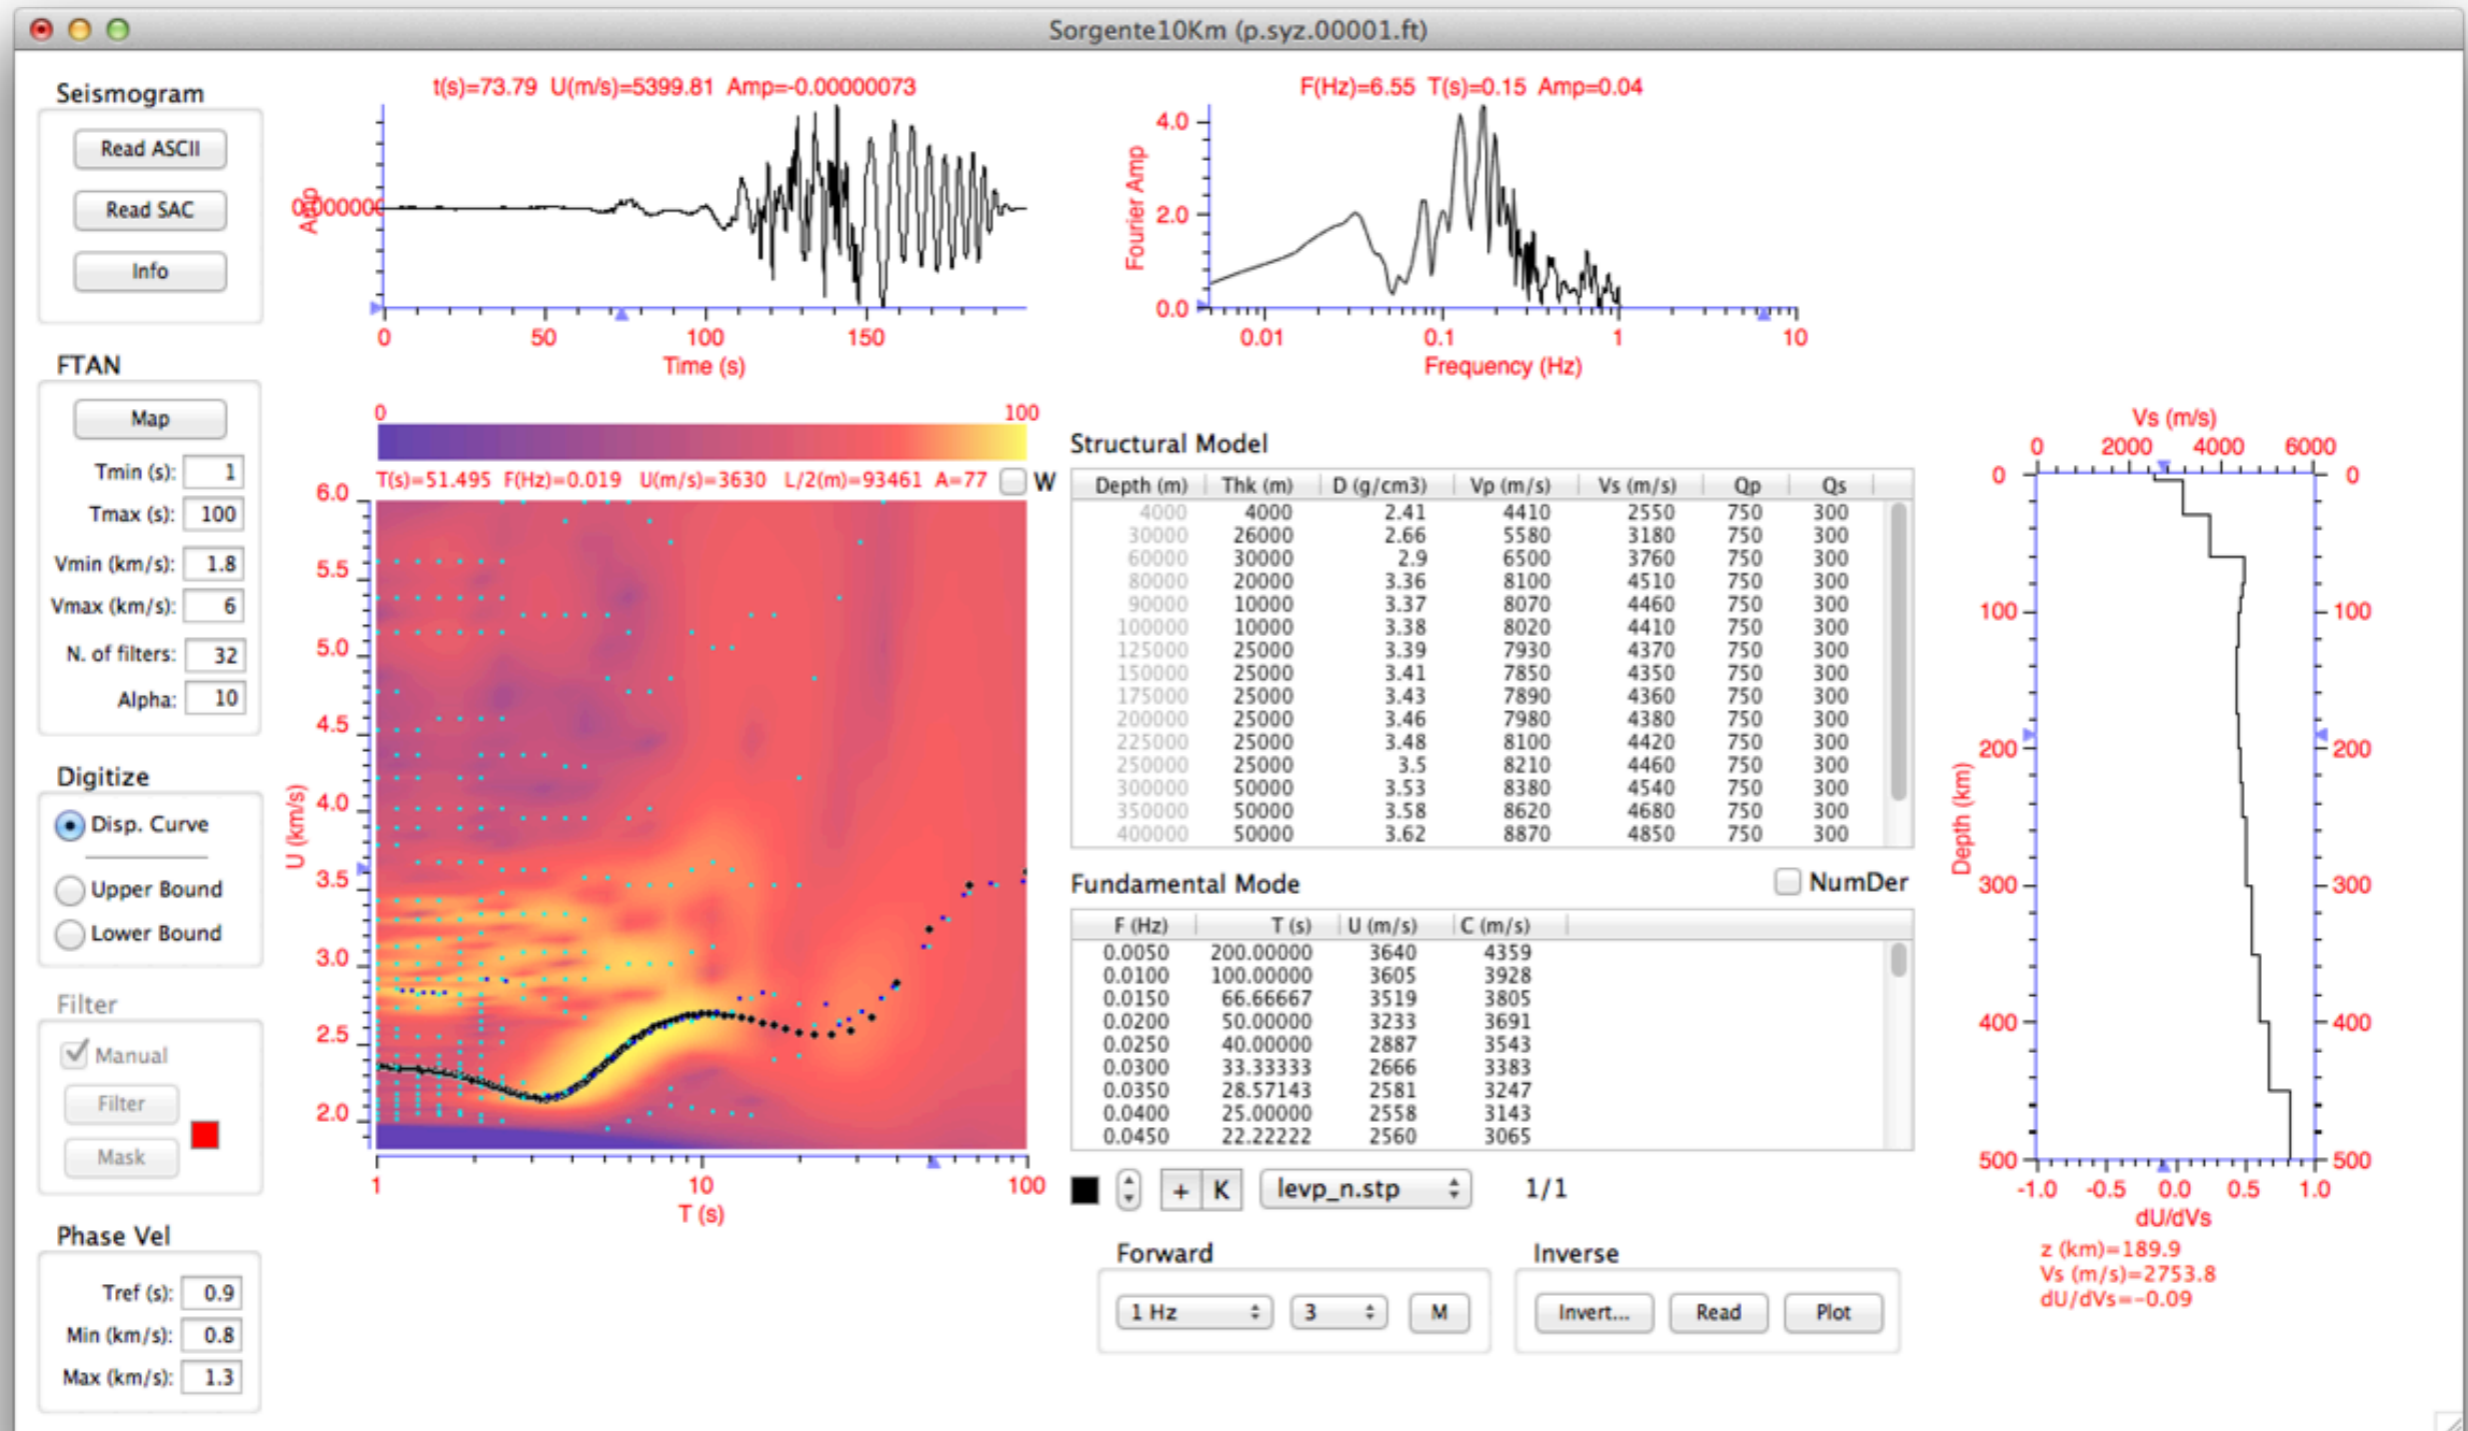 Sorgente10Km (p.syz.00001.ft)
Seismogram
Read ASCII
Read SAC
Info
FTAN
Map
Tmin (s): 1
Tmax (s): 100
Vmin (km/s): 1.8
Vmax (km/s): 6
N. of filters: 32
Alpha: 10
Digitize
Disp. Curve
Upper Bound
Lower Bound
Filter
Manual
Filter
Mask
Phase Vel
Tref (s): 0.9
Min (km/s): 0.8
Max (km/s): 1.3
t(s)=73.79 U(m/s)=5399.81 Amp=-0.00000073
Amp
0 50 100 150
Time (s)
F(Hz)=6.55 T(s)=0.15 Amp=0.04
Fourier Amp
4.0
2.0
0.0
0.01 0.1 1 10
Frequency (Hz)
0 100
T(s)=51.495 F(Hz)=0.019 U(m/s)=3630 L/2(m)=93461 A=77 W
U (km/s)
6.0
5.5
5.0
4.5
4.0
3.5
3.0
2.5
2.0
1 10 100
T (s)
Structural Model
Depth (m) Thk (m) D (g/cm3) Vp (m/s) Vs (m/s) Qp Qs
4000 4000 2.41 4410 2550 750 300
30000 26000 2.66 5580 3180 750 300
60000 30000 2.9 6500 3760 750 300
80000 20000 3.36 8100 4510 750 300
90000 10000 3.37 8070 4460 750 300
100000 10000 3.38 8020 4410 750 300
125000 25000 3.39 7930 4370 750 300
150000 25000 3.41 7850 4350 750 300
175000 25000 3.43 7890 4360 750 300
200000 25000 3.46 7980 4380 750 300
225000 25000 3.48 8100 4420 750 300
250000 25000 3.5 8210 4460 750 300
300000 50000 3.53 8380 4540 750 300
350000 50000 3.58 8620 4680 750 300
400000 50000 3.62 8870 4850 750 300
Fundamental Mode NumDer
F (Hz) T (s) U (m/s) C (m/s)
0.0050 200.00000 3640 4359
0.0100 100.00000 3605 3928
0.0150 66.66667 3519 3805
0.0200 50.00000 3233 3691
0.0250 40.00000 2887 3543
0.0300 33.33333 2666 3383
0.0350 28.57143 2581 3247
0.0400 25.00000 2558 3143
0.0450 22.22222 2560 3065
+ K levp_n.stp 1/1
Forward
1 Hz 3 M
Inverse
Invert... Read Plot
Vs (m/s)
0 2000 4000 6000
Depth (km)
0 0
100 100
200 200
300 300
400 400
500 500
-1.0 -0.5 0.0 0.5 1.0
dU/dVs
z (km)=189.9
Vs (m/s)=2753.8
dU/dVs=-0.09